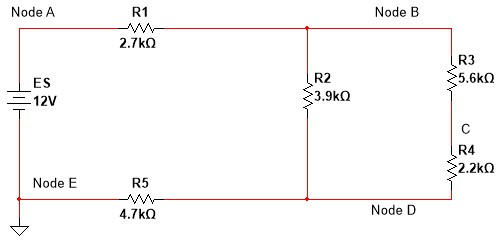 Node A
R1
Node B
2.7kΩ
R3
5.6kΩ
ES
12V
R2
3.9kΩ
C
R4
2.2kΩ
Node E
R5
4.7kΩ
Node D